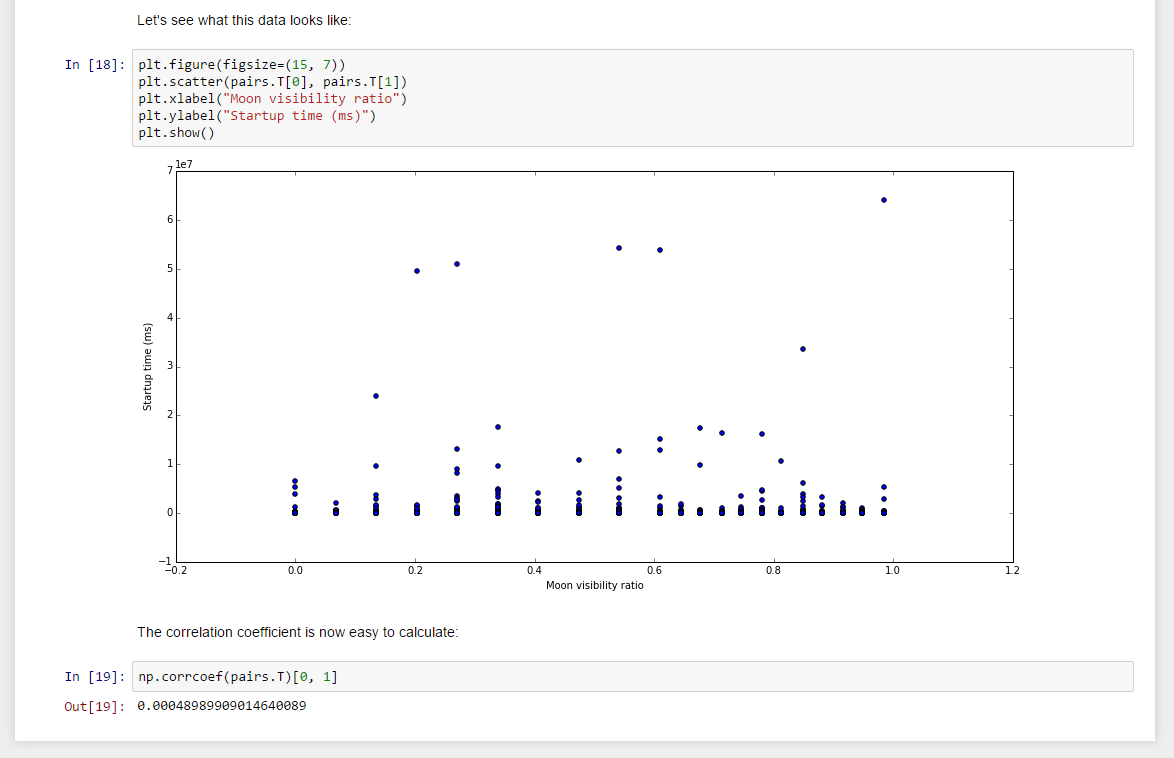 Let's see what this data looks like:
In [18]: plt.figure(figsize=(15, 7))
plt.scatter(pairs.T[0], pairs.T[1])
plt.xlabel("Moon visibility ratio")
plt.ylabel("Startup time (ms)")
plt.show()
1e7
7
6
5
4
3
2
1
0
−1
Startup time (ms)
−0.2 0.0 0.2 0.4 0.6 0.8 1.0 1.2
Moon visibility ratio
The correlation coefficient is now easy to calculate:
In [19]: np.corrcoef(pairs.T)[0, 1]
Out[19]: 0.00048989909014640089